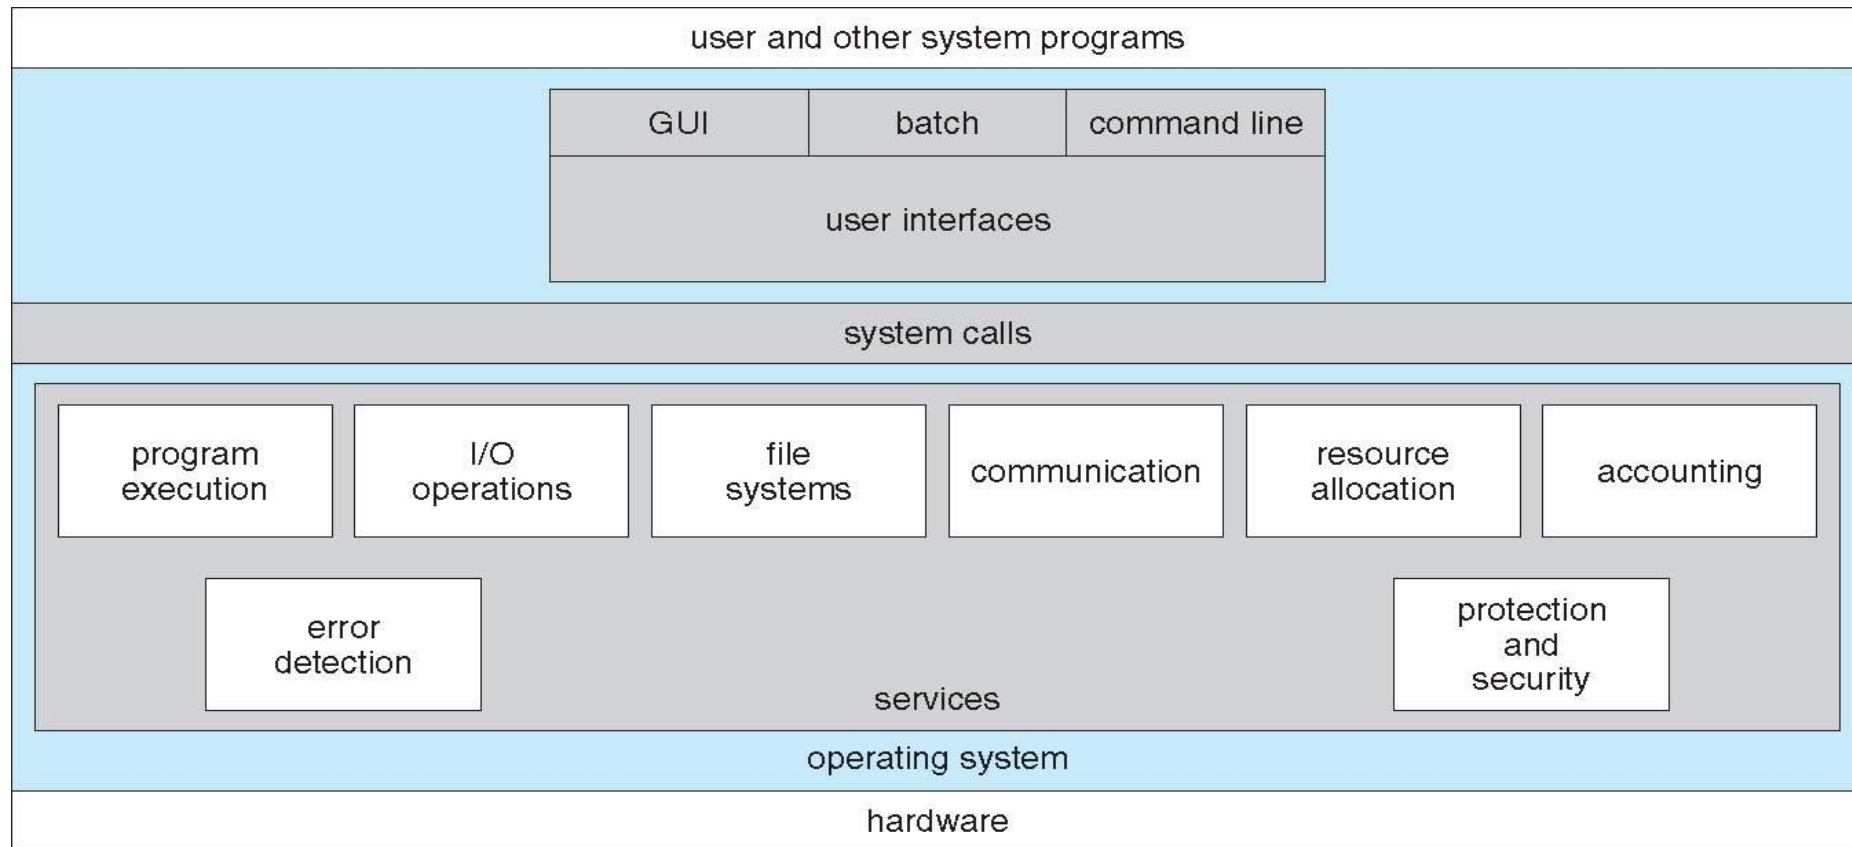 user and other system programs
GUI
batch
command line
user interfaces
system calls
program
execution
I/O
operations
file
systems
communication
resource
allocation
accounting
error
detection
protection
and
security
services
operating system
hardware